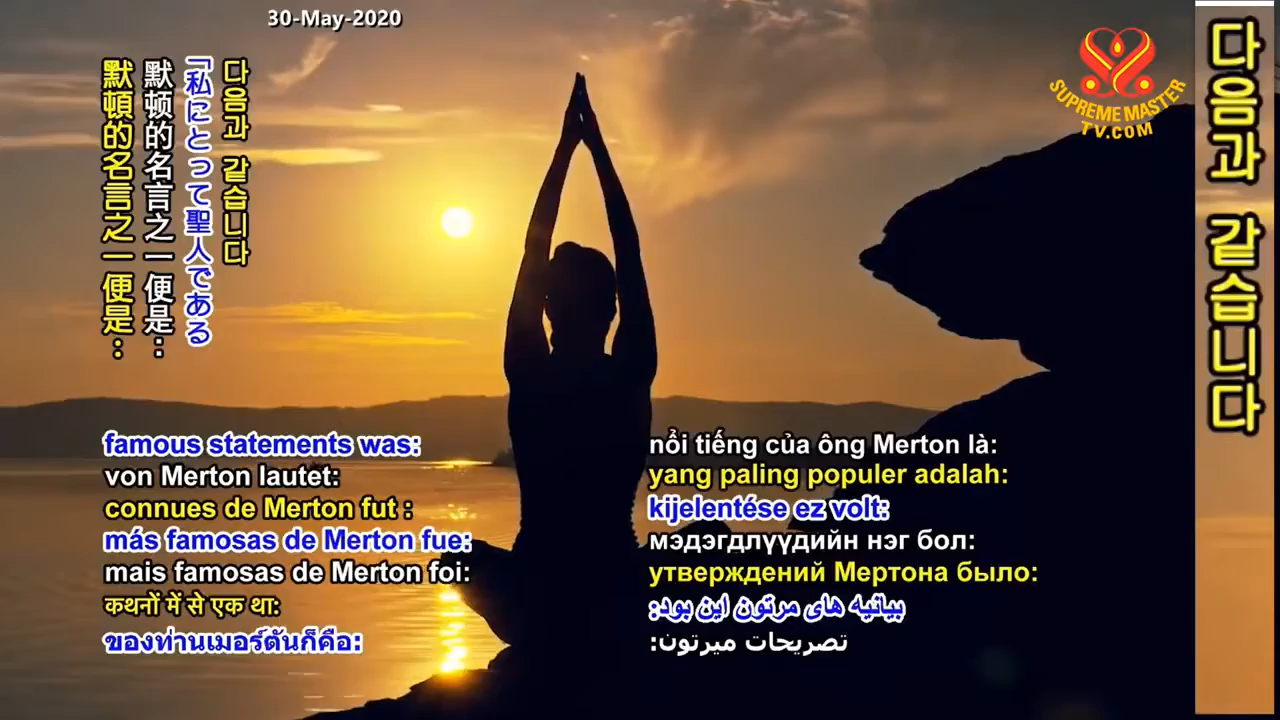 30-May-2020
SUPREME MASTER
TV.COM
다음과 같습니다
「私にとって聖人である
默顿的名言之一便是：
默頓的名言之一便是：
다음과 같습니다
famous statements was:
von Merton lautet:
connues de Merton fut :
más famosas de Merton fue:
mais famosas de Merton foi:
कथनों में से एक था:
ของท่านเมอร์ตันก็คือ:
nổi tiếng của ông Merton là:
yang paling populer adalah:
kijelentése ez volt:
мэдэгдлүүдийн нэг бол:
утверждений Мертона было:
بیانیه های مرتون این بود:
تصريحات ميرتون: